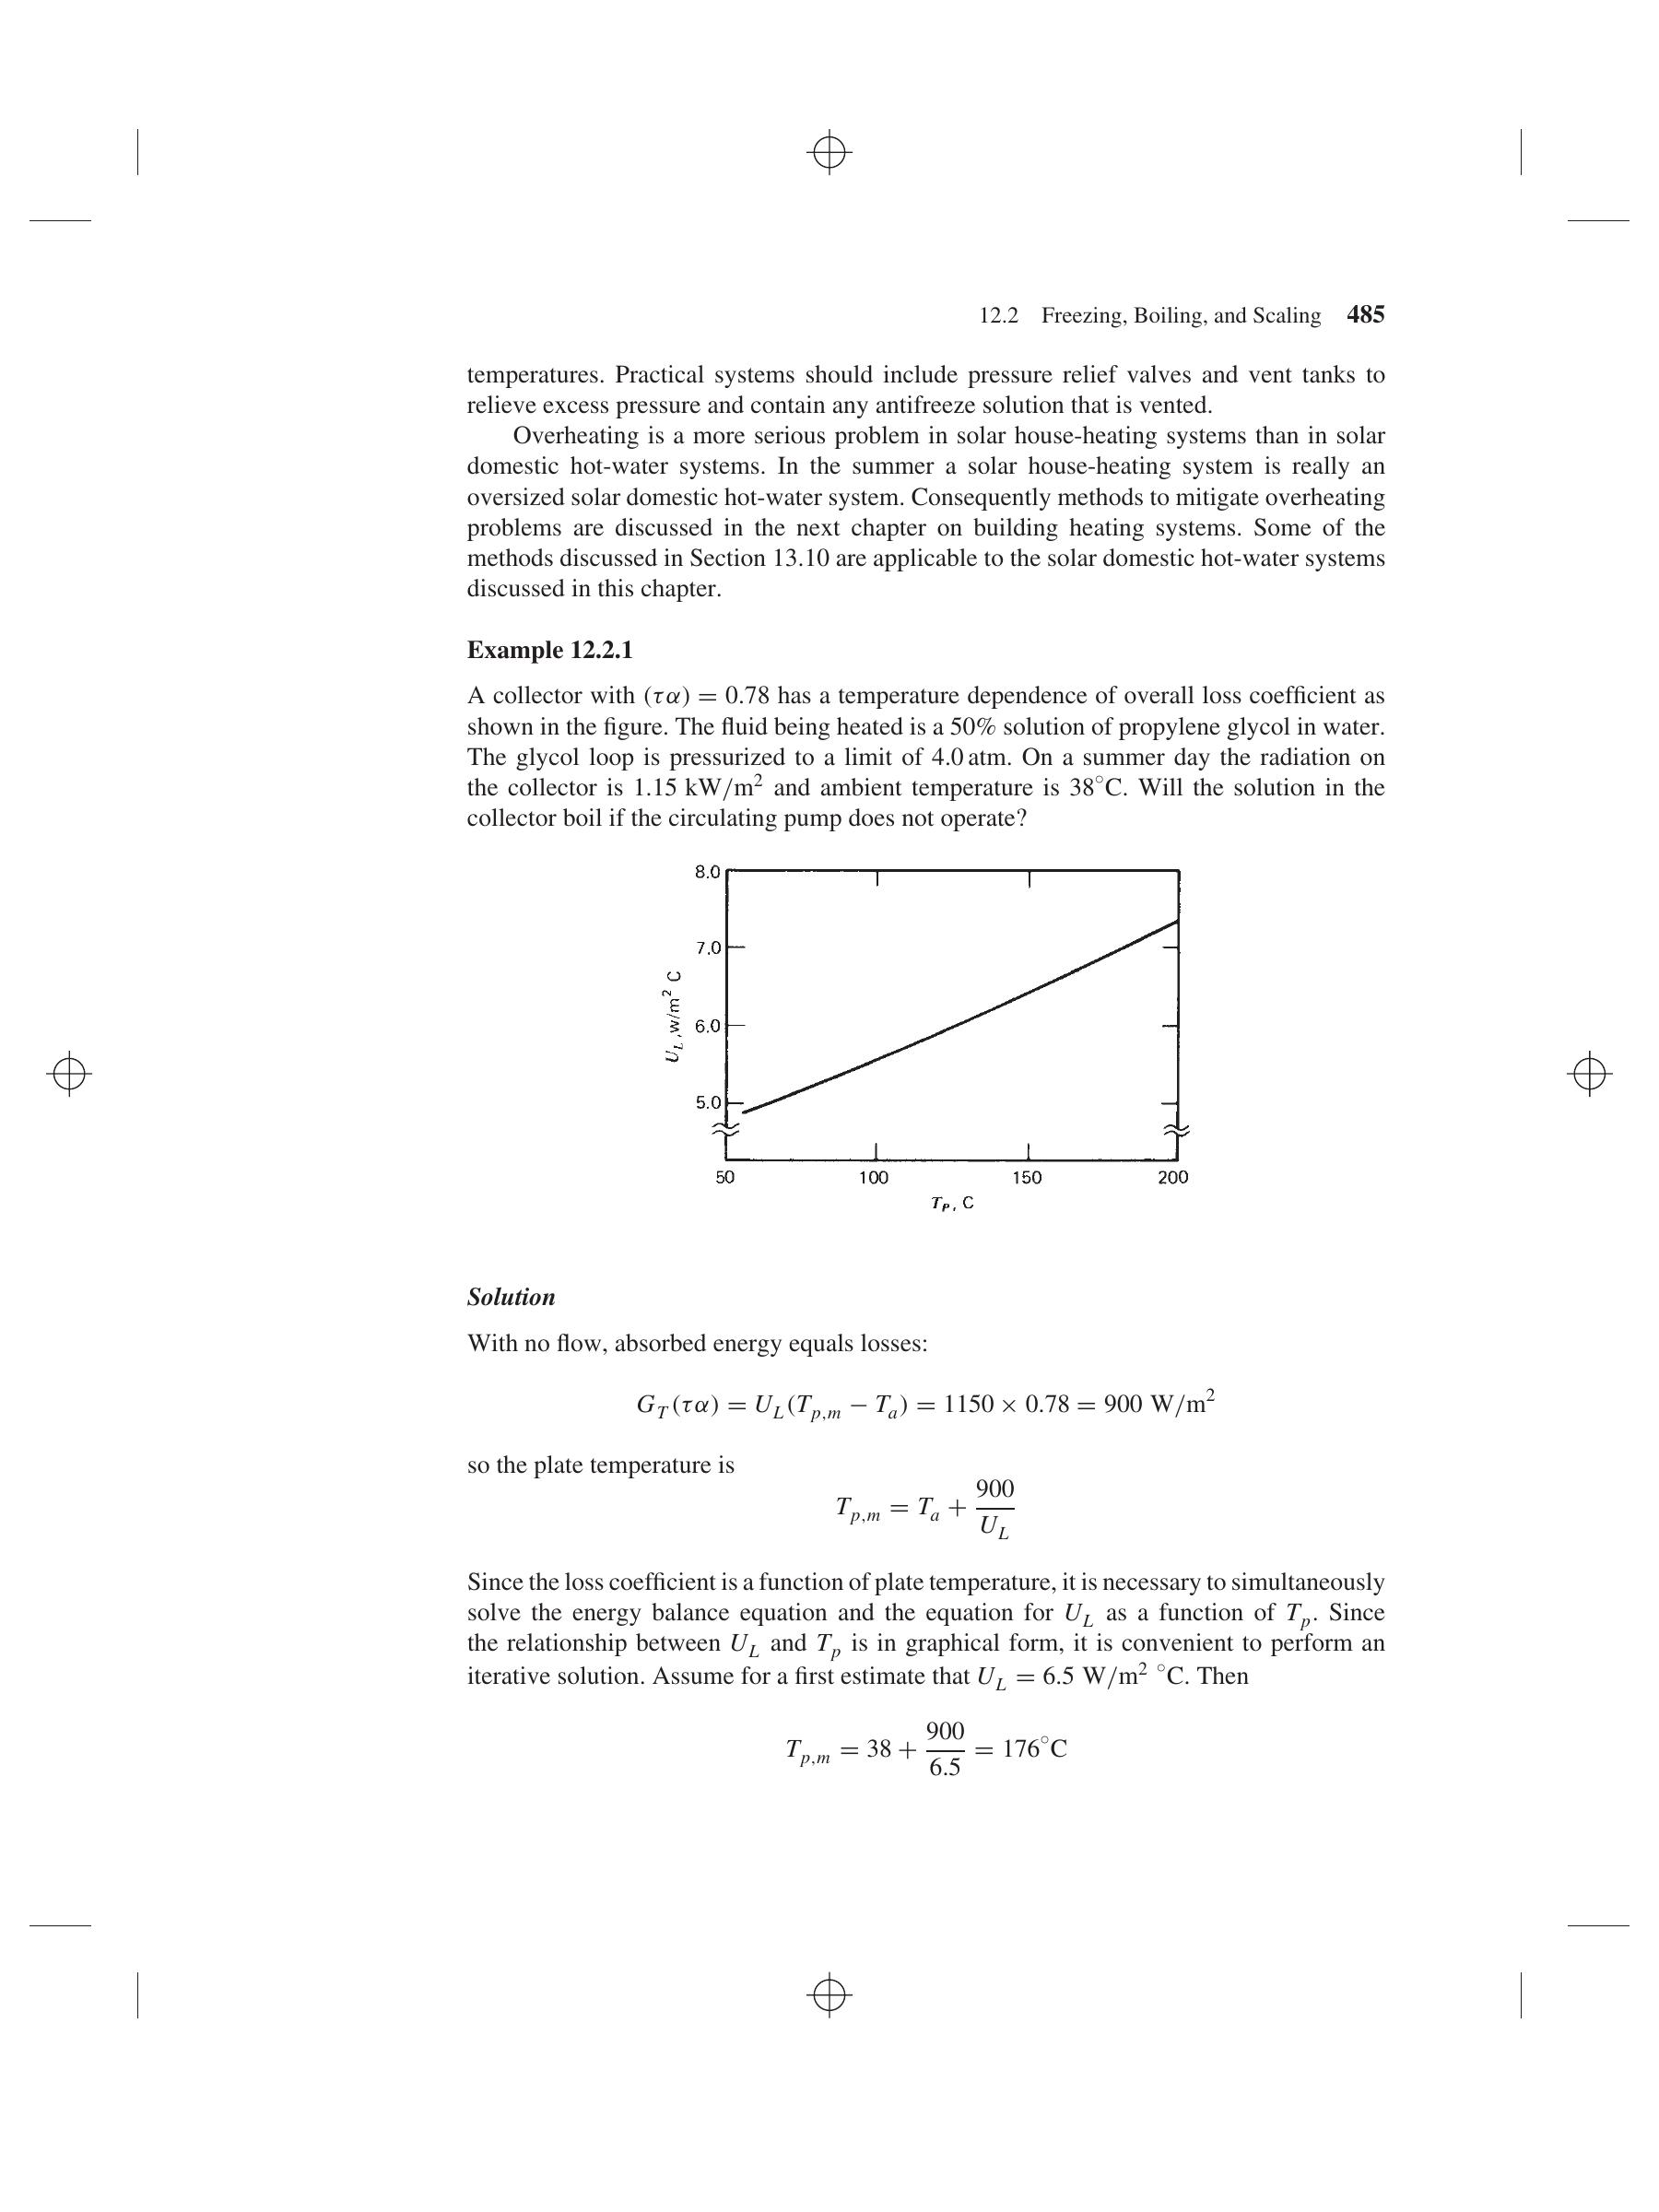 12.2 Freezing, Boiling, and Scaling 485
temperatures. Practical systems should include pressure relief valves and vent tanks to
relieve excess pressure and contain any antifreeze solution that is vented.
Overheating is a more serious problem in solar house-heating systems than in solar
domestic hot-water systems. In the summer a solar house-heating system is really an
oversized solar domestic hot-water system. Consequently methods to mitigate overheating
problems are discussed in the next chapter on building heating systems. Some of the
methods discussed in Section 13.10 are applicable to the solar domestic hot-water systems
discussed in this chapter.
Example 12.2.1
A collector with (τα) = 0.78 has a temperature dependence of overall loss coefficient as
shown in the figure. The fluid being heated is a 50% solution of propylene glycol in water.
The glycol loop is pressurized to a limit of 4.0 atm. On a summer day the radiation on
the collector is 1.15 kW/m² and ambient temperature is 38°C. Will the solution in the
collector boil if the circulating pump does not operate?
8.0
7.0
6.0
5.0
U_L, w/m² C
50 100 150 200
T_P, C
Solution
With no flow, absorbed energy equals losses:
G_T(τα) = U_L(T_{p,m} − T_a) = 1150 × 0.78 = 900 W/m²
so the plate temperature is
T_{p,m} = T_a + 900/U_L
Since the loss coefficient is a function of plate temperature, it is necessary to simultaneously
solve the energy balance equation and the equation for U_L as a function of T_p. Since
the relationship between U_L and T_p is in graphical form, it is convenient to perform an
iterative solution. Assume for a first estimate that U_L = 6.5 W/m² °C. Then
T_{p,m} = 38 + 900/6.5 = 176°C